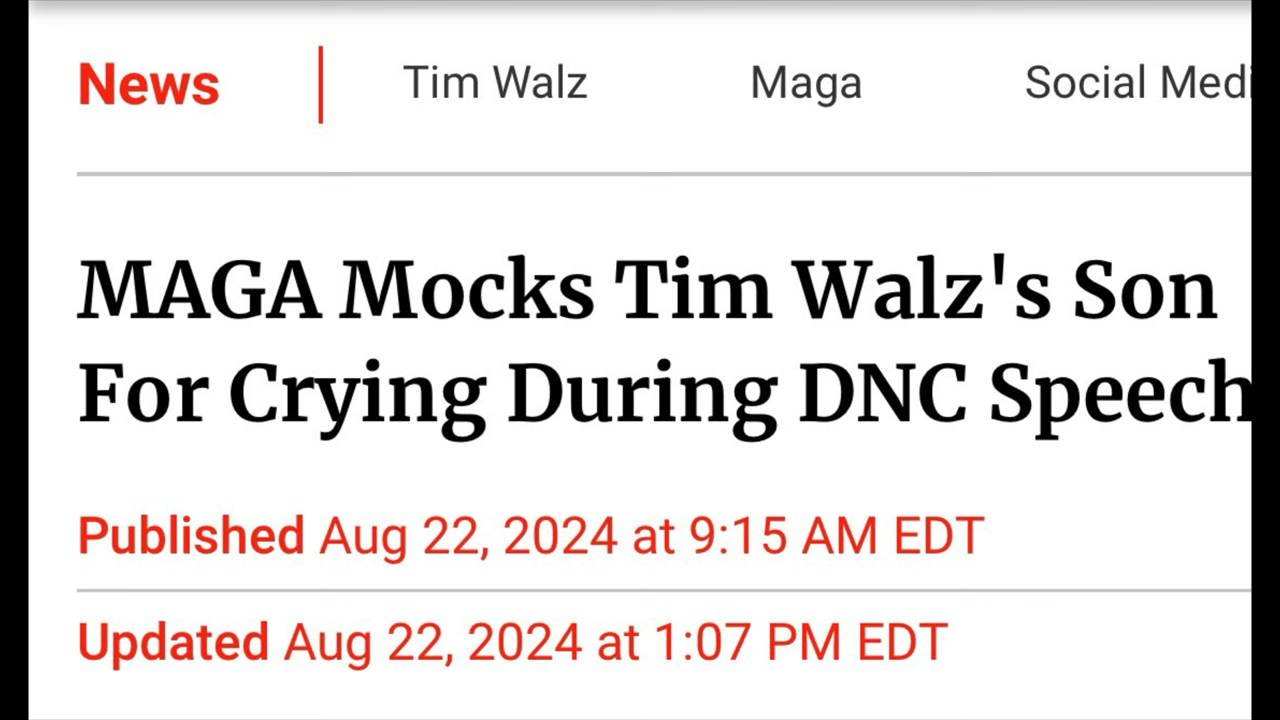 News Tim Walz Maga Social Medi
MAGA Mocks Tim Walz's Son
For Crying During DNC Speech
Published Aug 22, 2024 at 9:15 AM EDT
Updated Aug 22, 2024 at 1:07 PM EDT